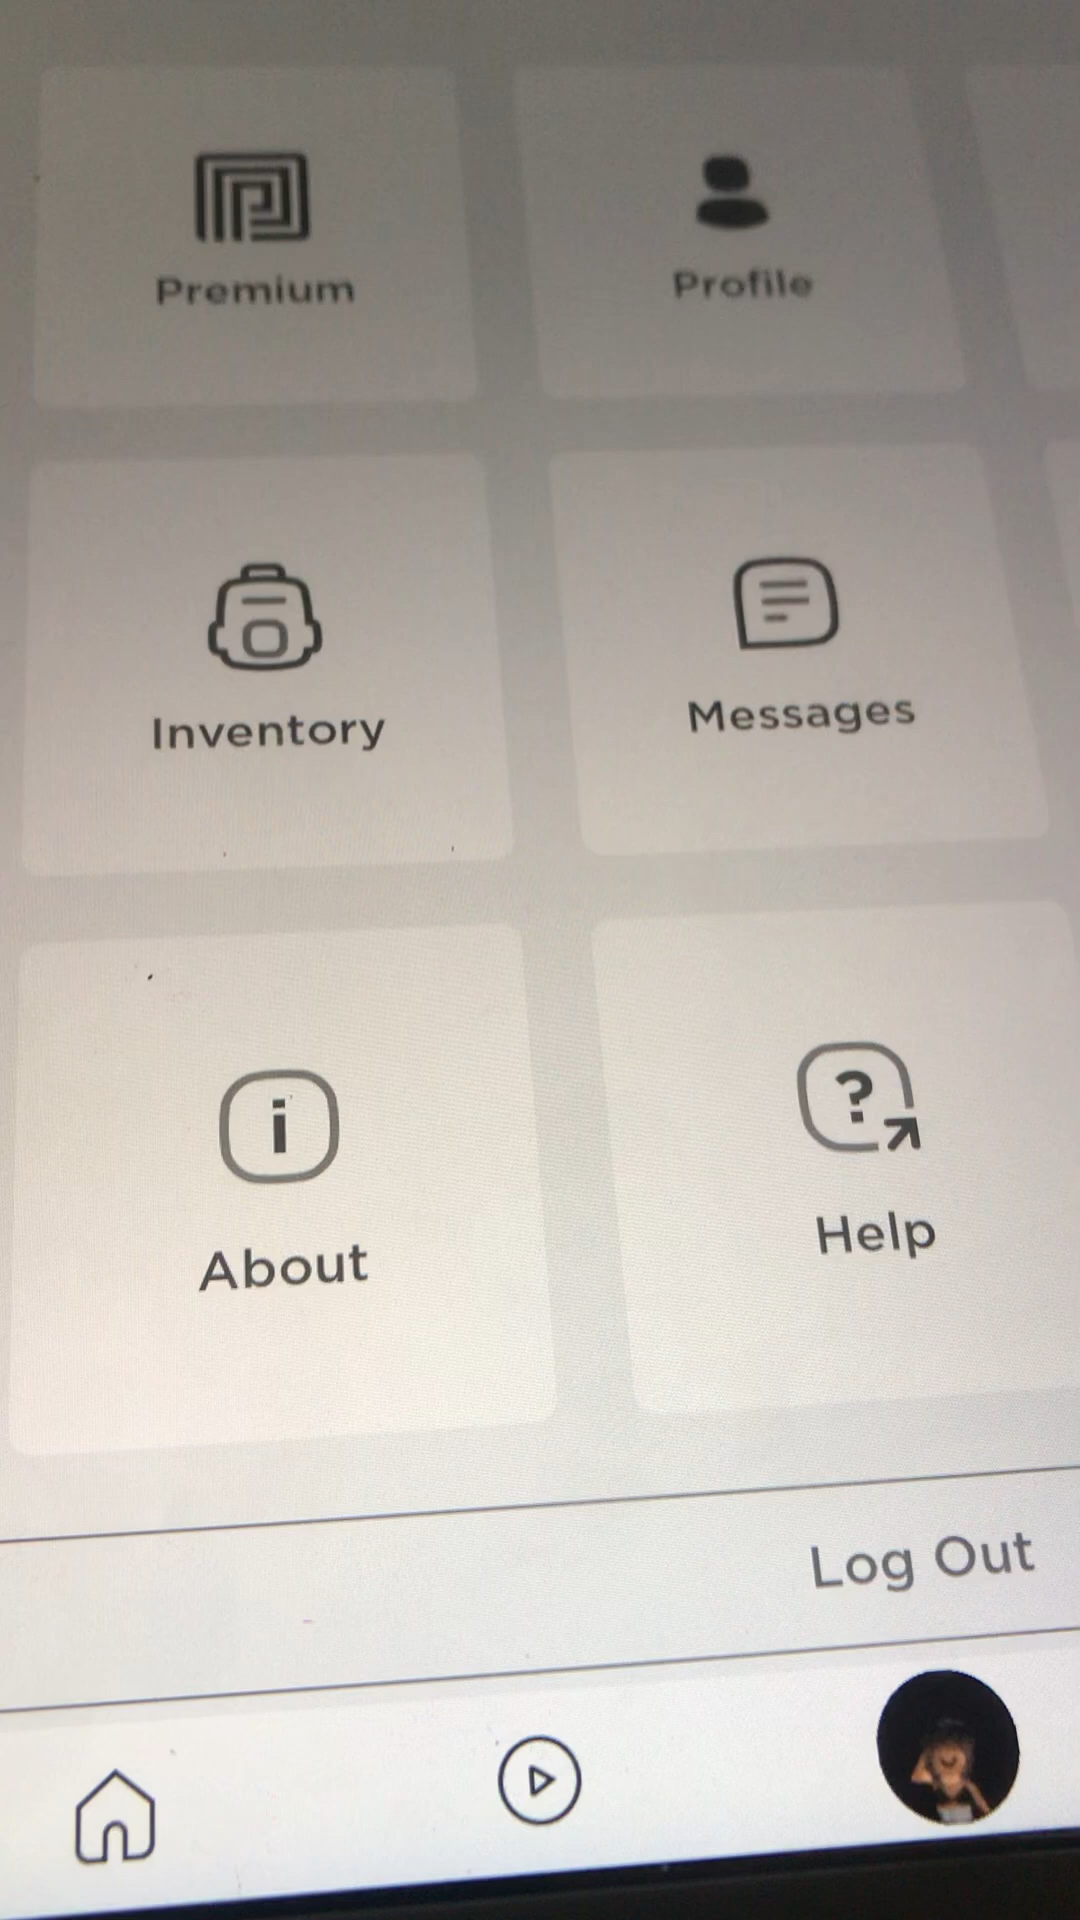 Premium
Profile
Inventory
Messages
About
Help
Log Out